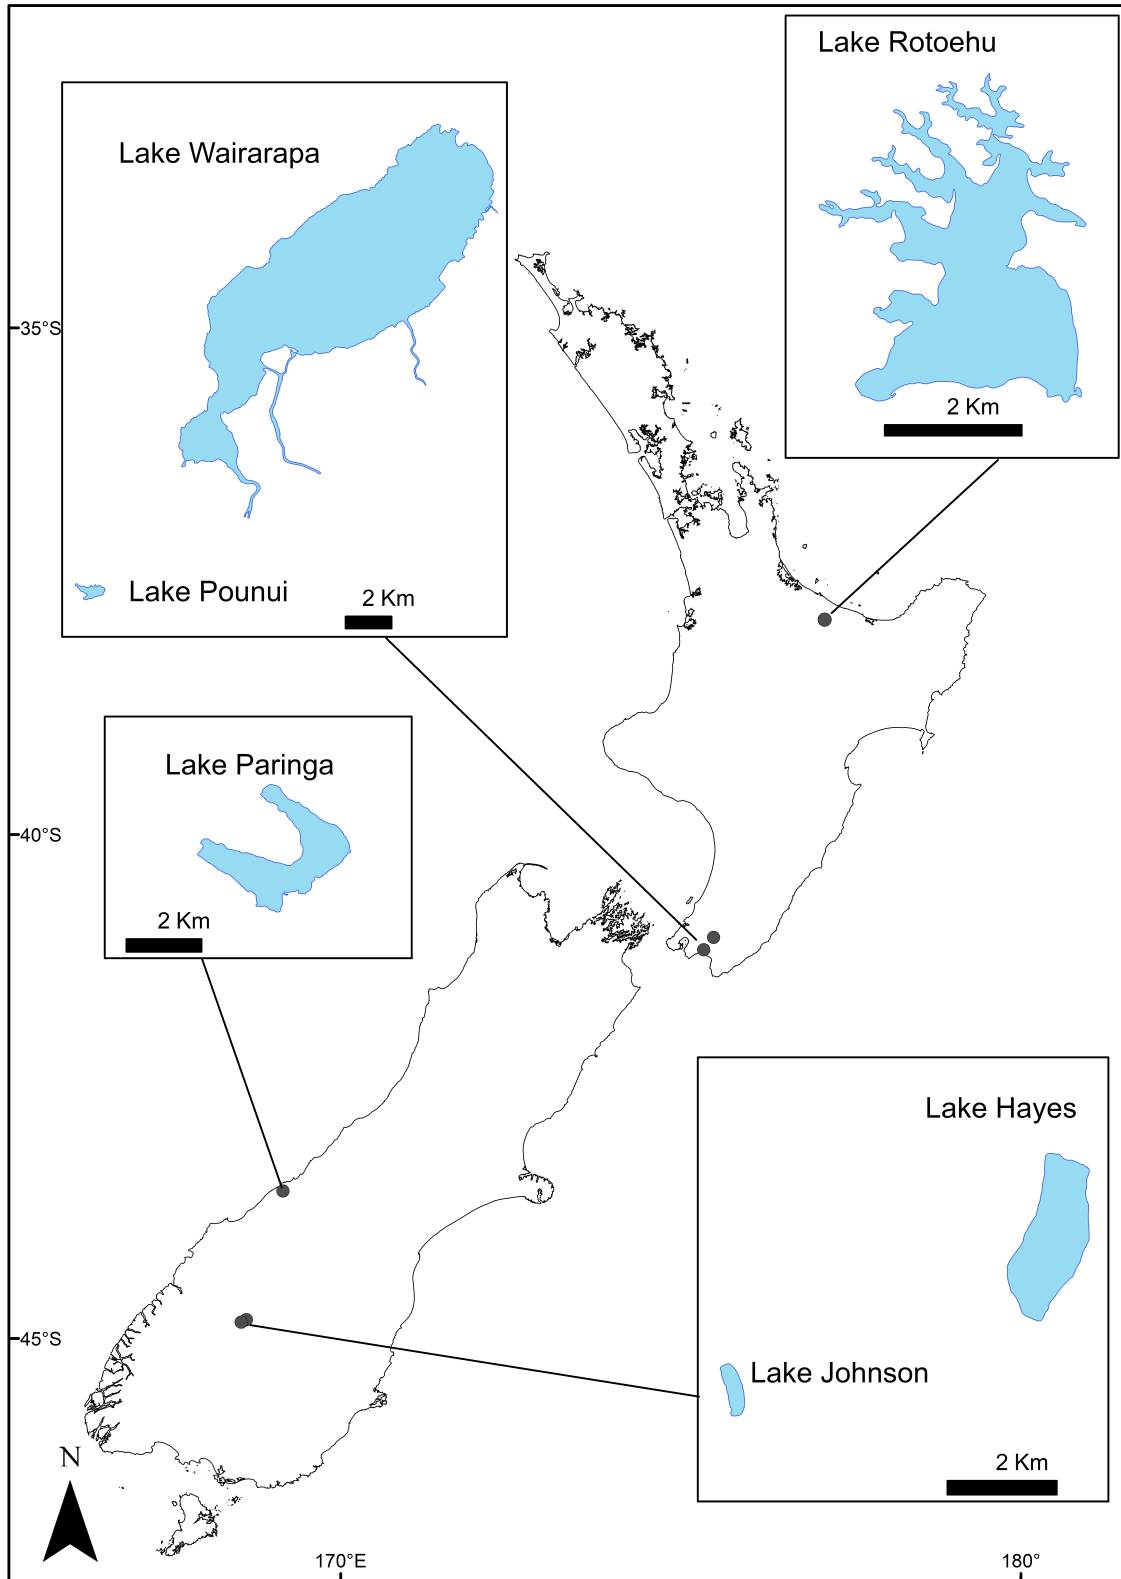 Lake Rotoehu
Lake Wairarapa
35°S
2 Km
Lake Pounui
2 Km
Lake Paringa
40°S
2 Km
Lake Hayes
45°S
Lake Johnson
N
2 Km
170°E
180°